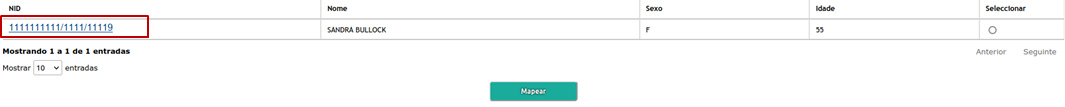 NID Nome Sexo Idade Seleccionar
1111111111/1111/11119 SANDRA BULLOCK F 55
Mostrando 1 a 1 de 1 entradas Anterior Seguinte
Mostrar 10 entradas
Mapear